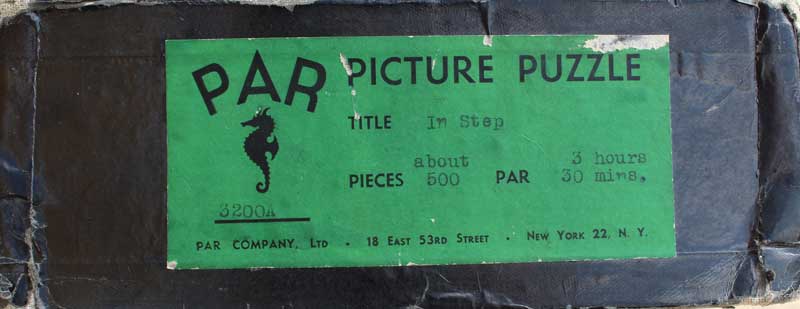 PAR PICTURE PUZZLE
TITLE In Step
about 3 hours
PIECES 500 PAR 30 mins.
3200A
PAR COMPANY, LTD · 18 EAST 53RD STREET · NEW YORK 22, N. Y.